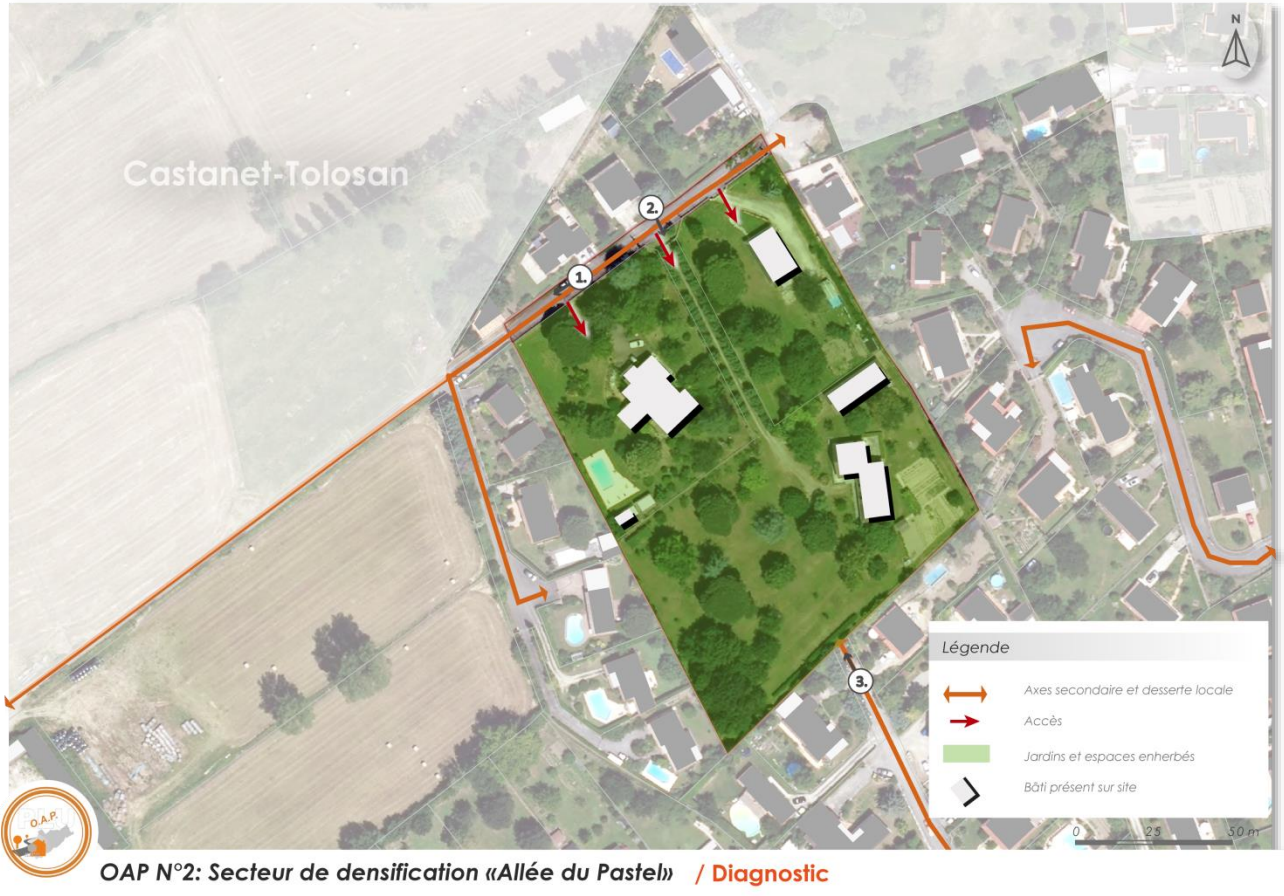 N
Castanet-Tolosan
2.
1.
3.
Légende
Axes secondaire et desserte locale
Accès
Jardins et espaces enherbés
Bâti présent sur site
0 25 50 m
O.A.P.
OAP N°2: Secteur de densification «Allée du Pastel» / Diagnostic